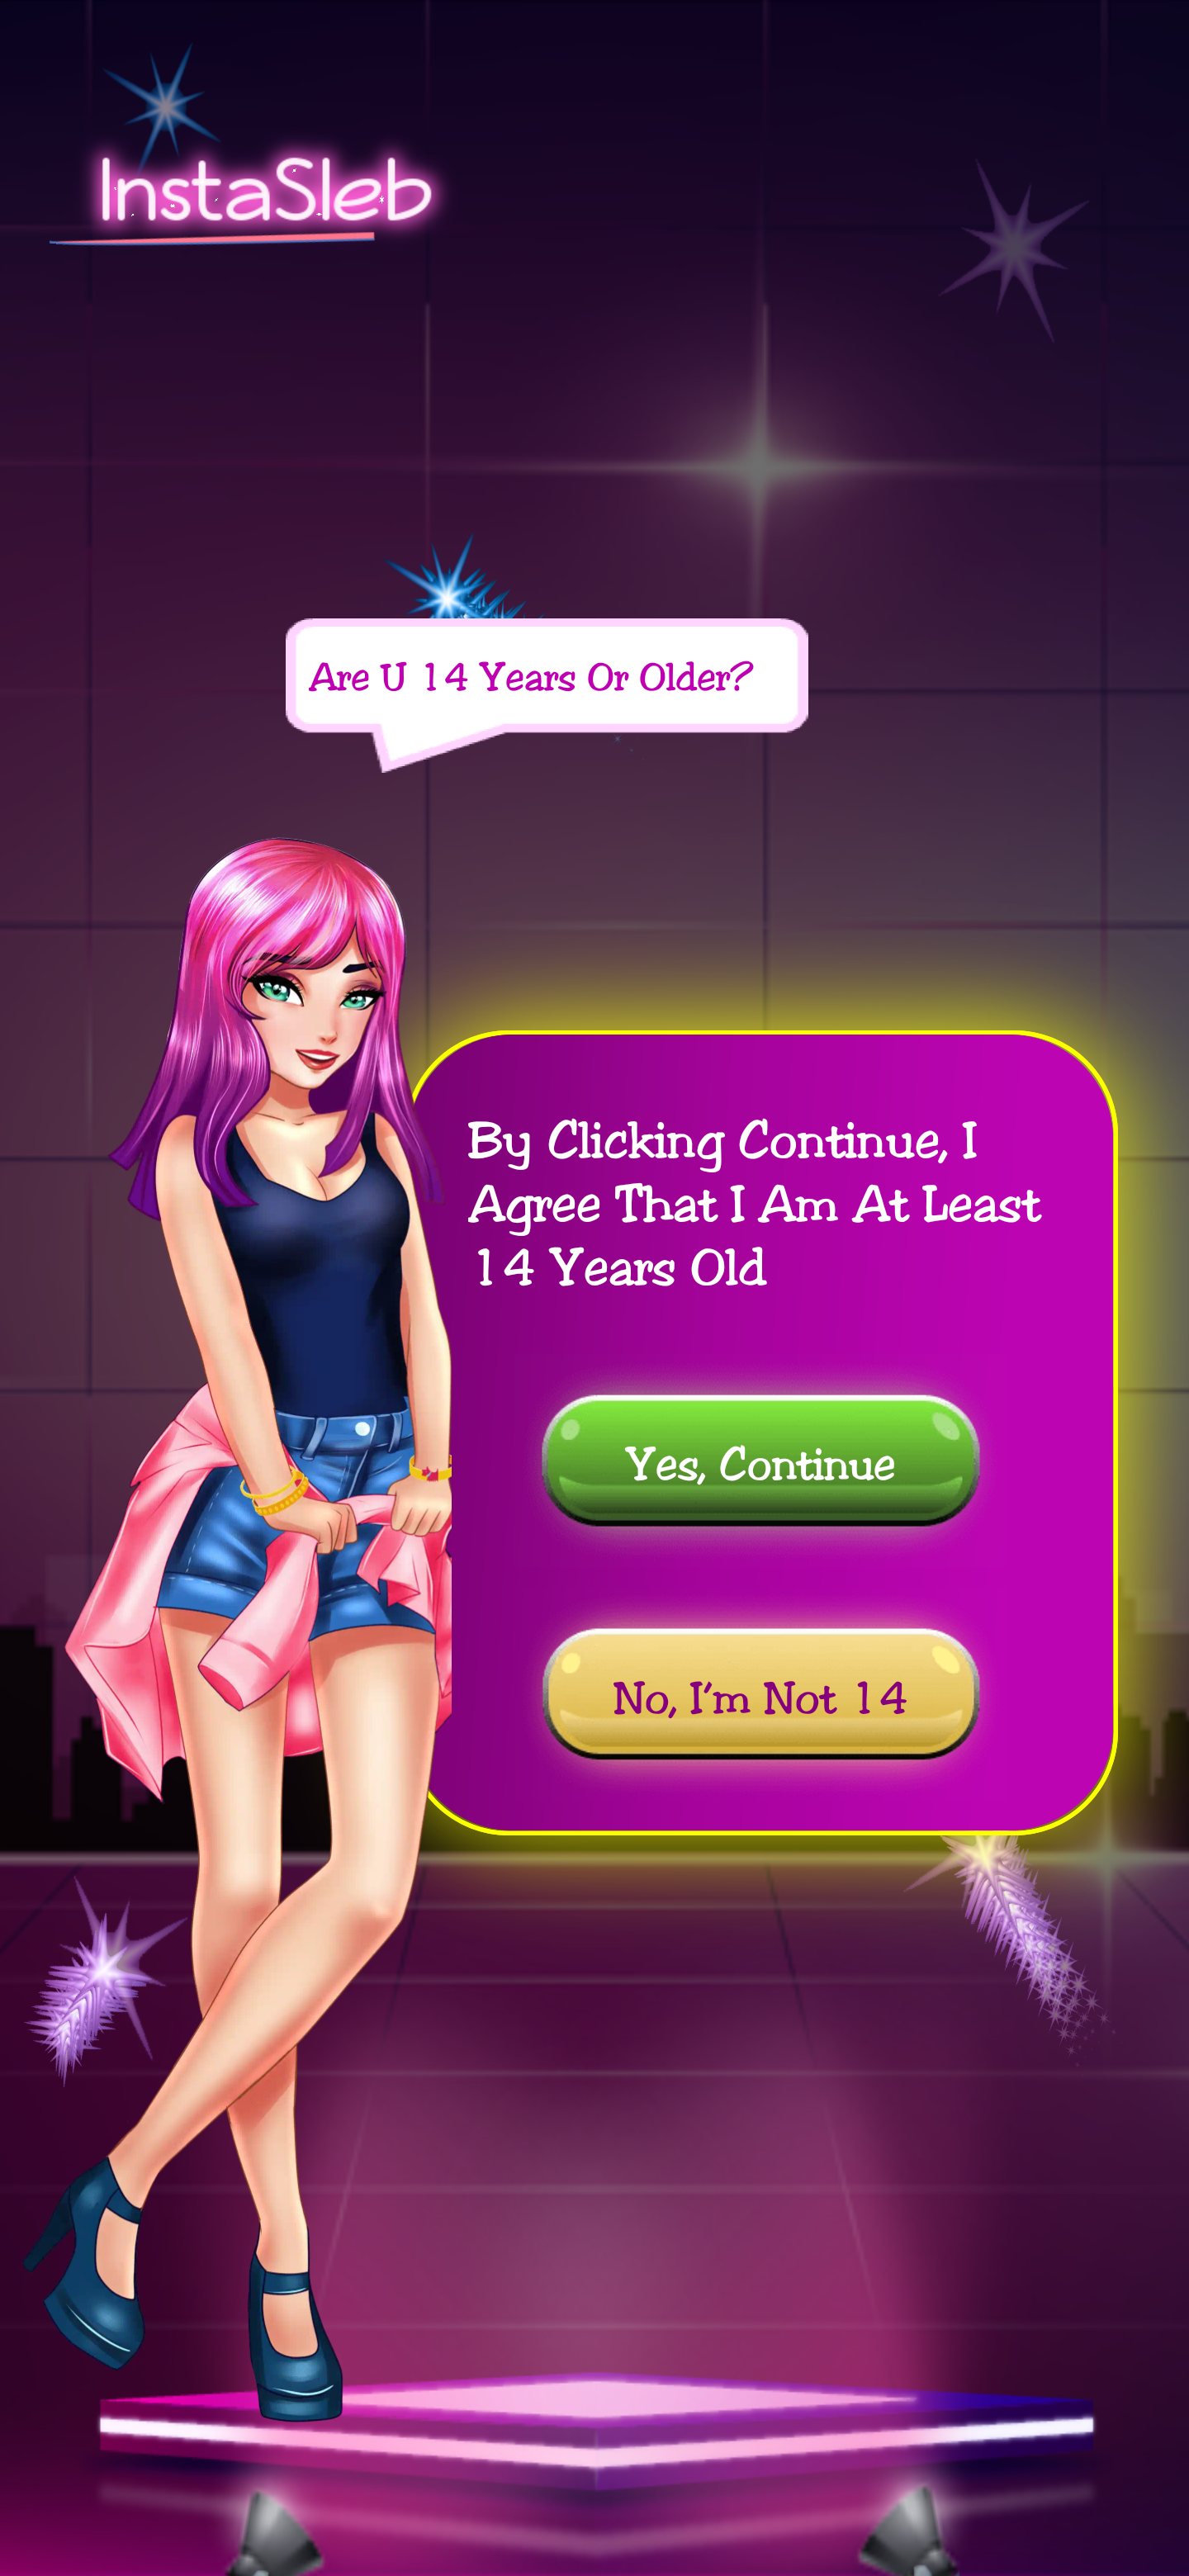 InstaSleb
Are U 14 Years Or Older?
By Clicking Continue, I
Agree That I Am At Least
14 Years Old
Yes, Continue
No, I'm Not 14